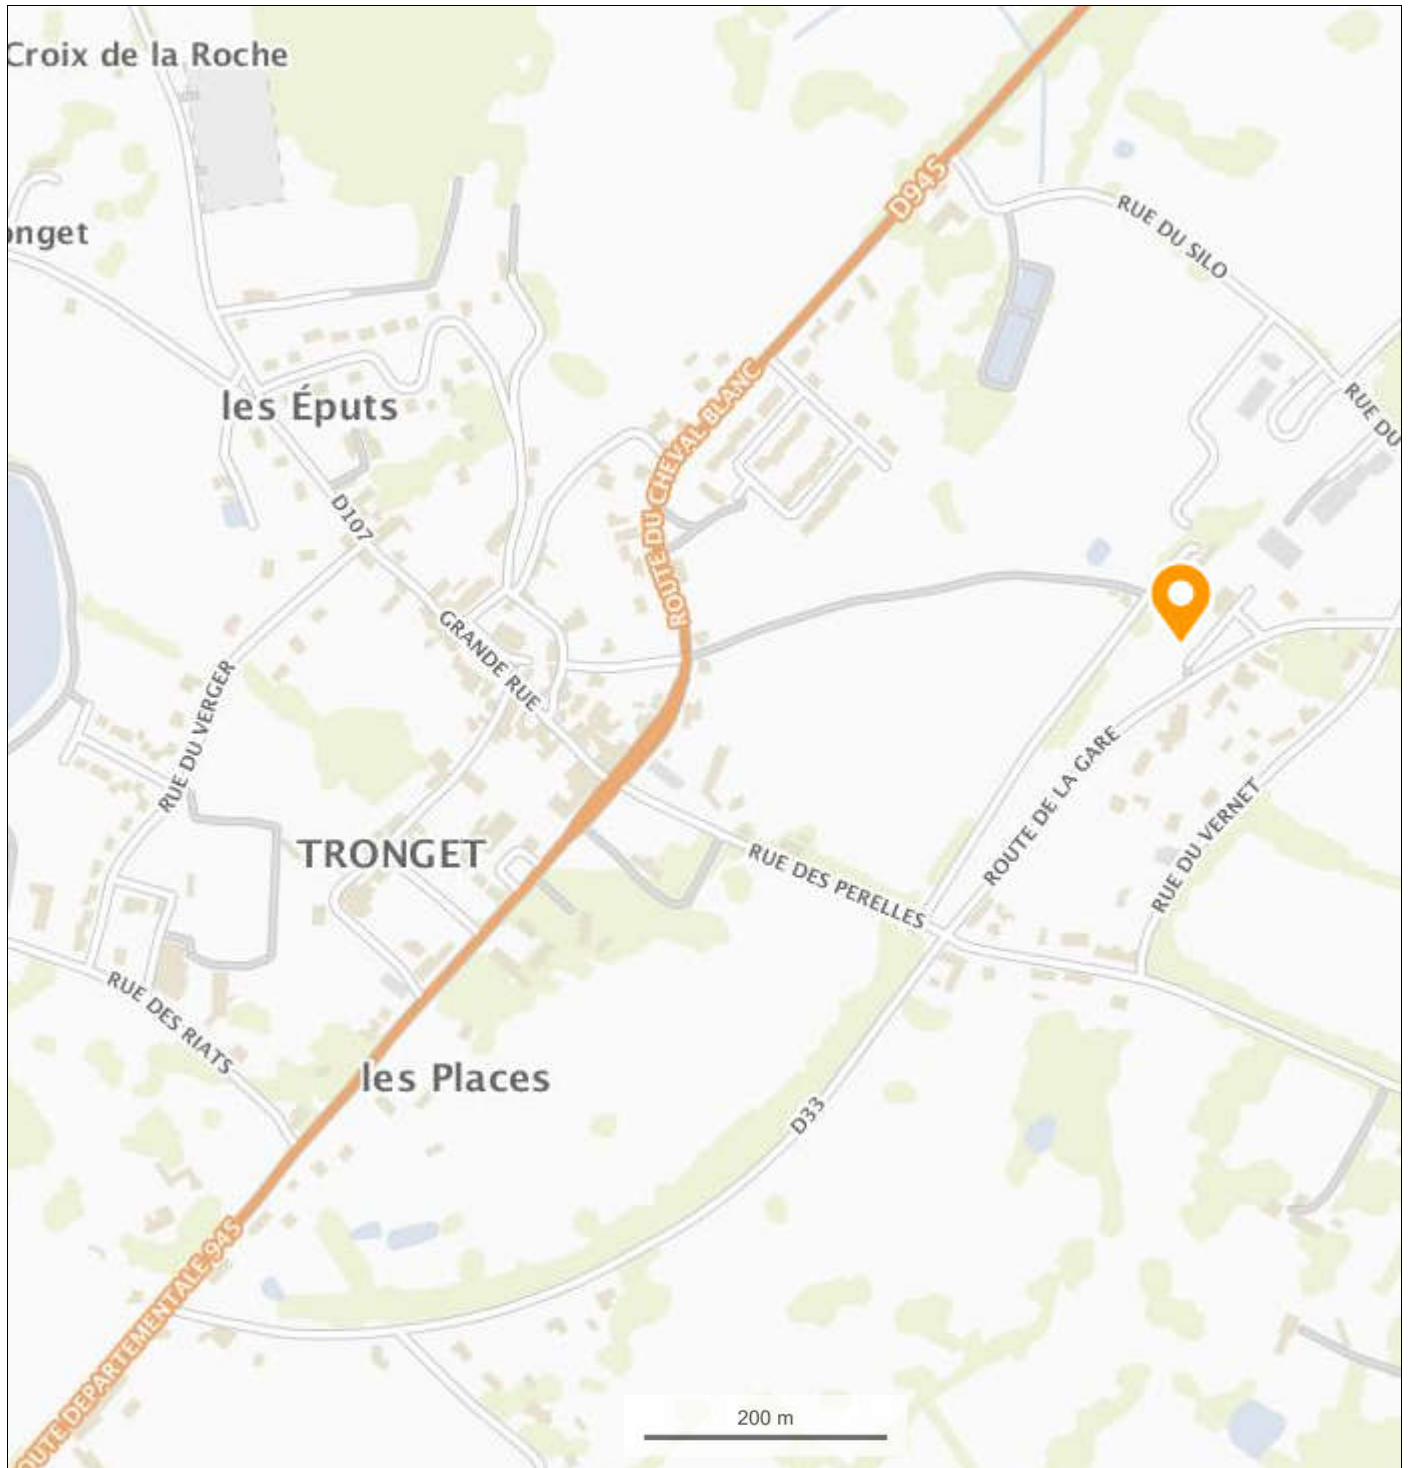 Croix de la Roche
onget
D945
RUE DU SILO
RUE DU
ROUTE DU CHEVAL BLANC
les Éputs
D107
GRANDE RUE
RUE DU VERGER
ROUTE DE LA GARE
RUE DU VERNET
TRONGET
RUE DES PERELLES
RUE DES RIATS
les Places
D33
OUTE DEPARTEMENTALE 945
200 m